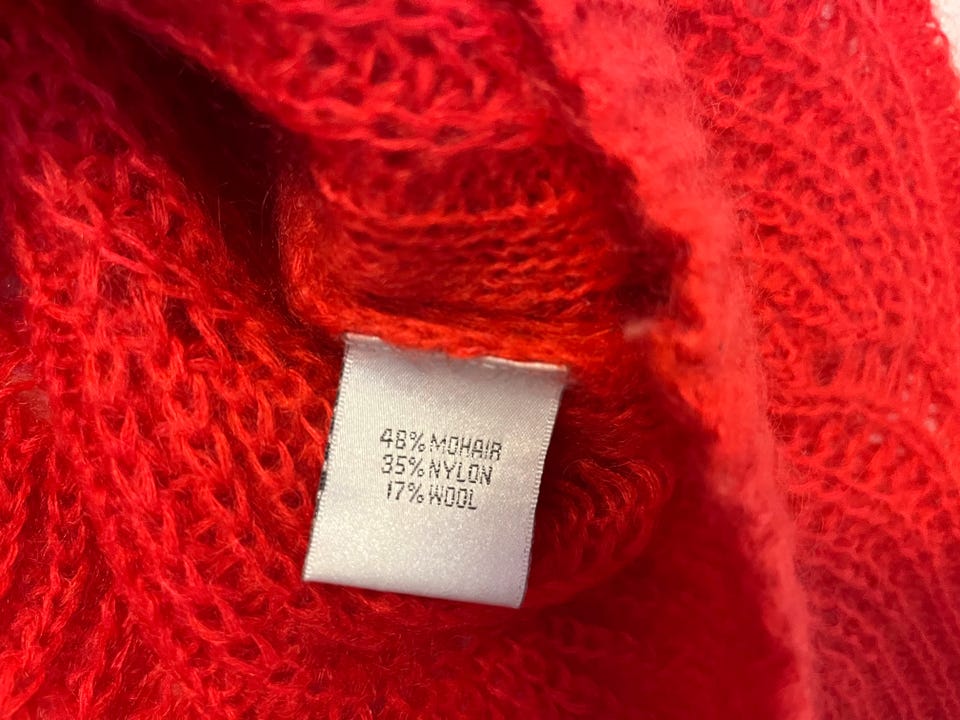 48% MOHAIR
35% NYLON
17% WOOL